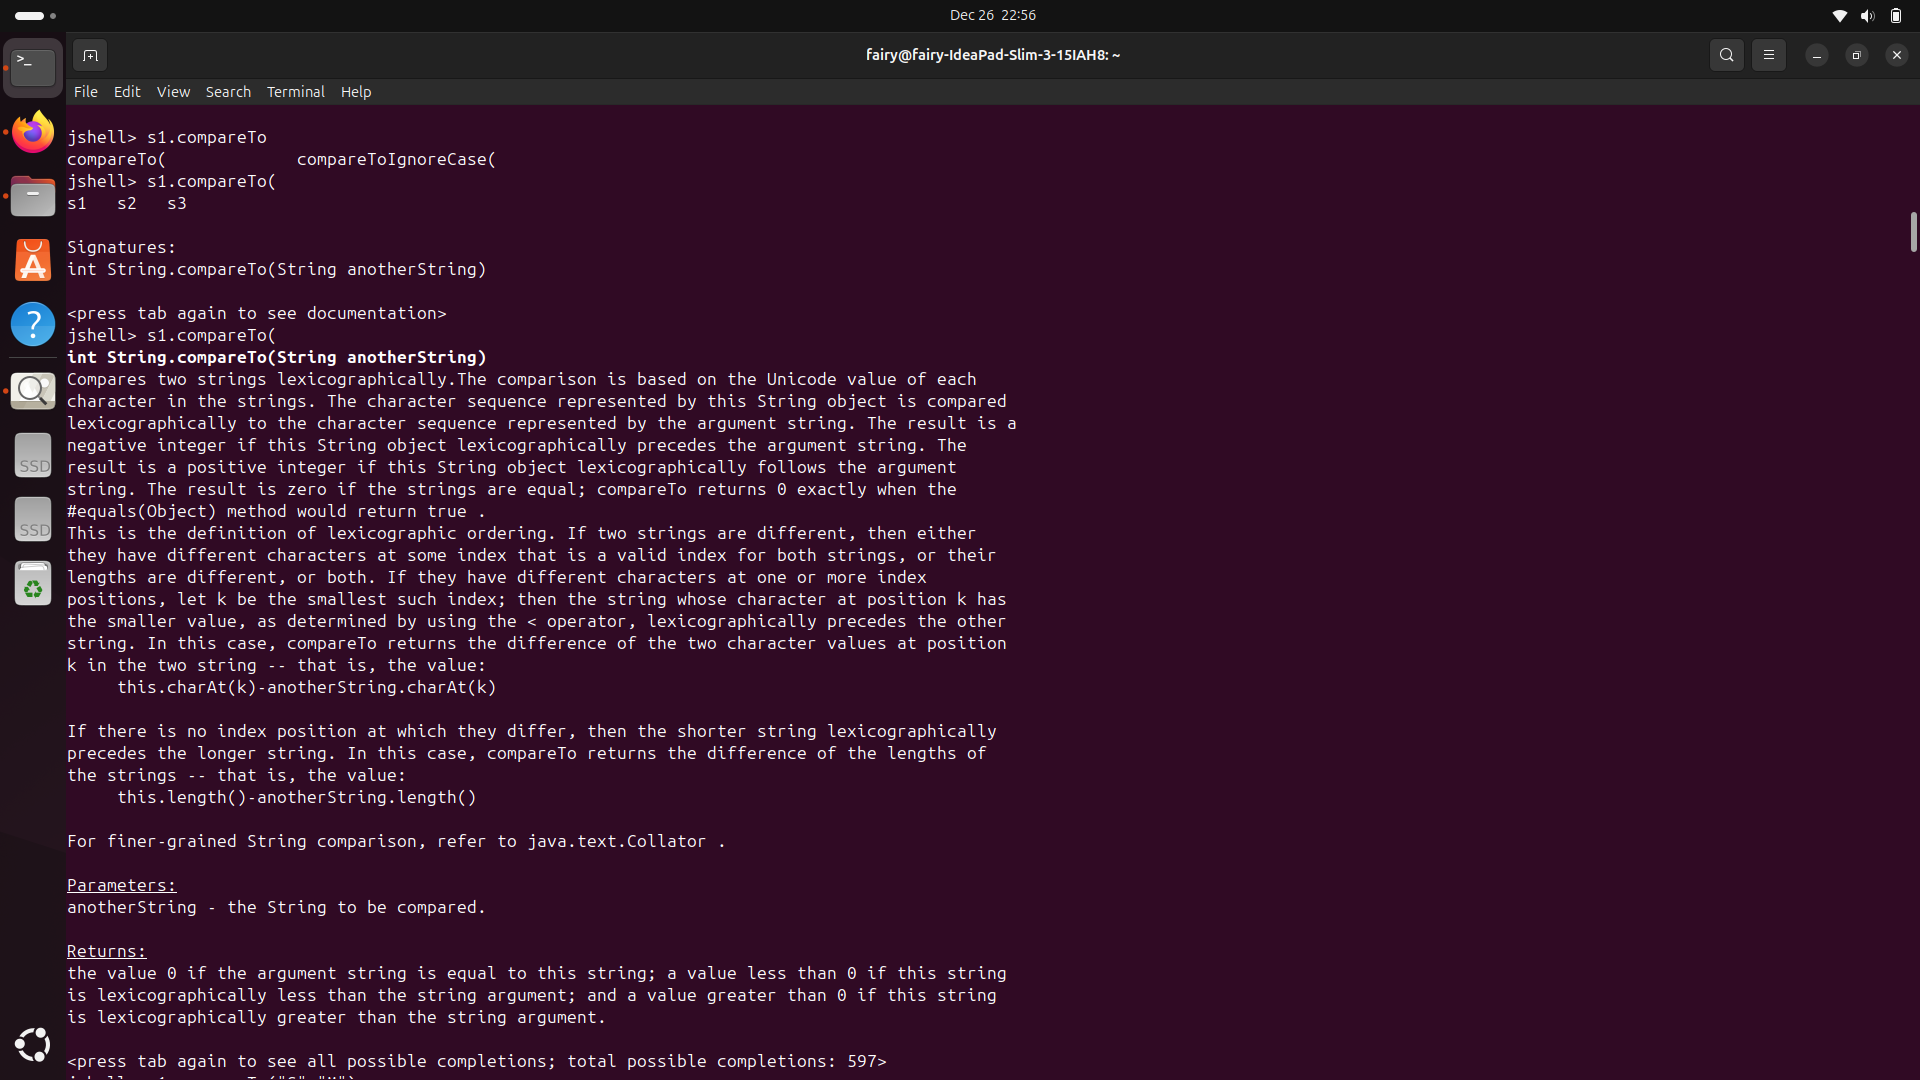 Dec 26 22:56
fairy@fairy-IdeaPad-Slim-3-15IAH8: ~
File Edit View Search Terminal Help
jshell> s1.compareTo
compareTo( compareToIgnoreCase(
jshell> s1.compareTo(
s1 s2 s3
Signatures:
int String.compareTo(String anotherString)
<press tab again to see documentation>
jshell> s1.compareTo(
int String.compareTo(String anotherString)
Compares two strings lexicographically.The comparison is based on the Unicode value of each
character in the strings. The character sequence represented by this String object is compared
lexicographically to the character sequence represented by the argument string. The result is a
negative integer if this String object lexicographically precedes the argument string. The
result is a positive integer if this String object lexicographically follows the argument
string. The result is zero if the strings are equal; compareTo returns 0 exactly when the
#equals(Object) method would return true .
This is the definition of lexicographic ordering. If two strings are different, then either
they have different characters at some index that is a valid index for both strings, or their
lengths are different, or both. If they have different characters at one or more index
positions, let k be the smallest such index; then the string whose character at position k has
the smaller value, as determined by using the < operator, lexicographically precedes the other
string. In this case, compareTo returns the difference of the two character values at position
k in the two string -- that is, the value:
this.charAt(k)-anotherString.charAt(k)
If there is no index position at which they differ, then the shorter string lexicographically
precedes the longer string. In this case, compareTo returns the difference of the lengths of
the strings -- that is, the value:
this.length()-anotherString.length()
For finer-grained String comparison, refer to java.text.Collator .
Parameters:
anotherString - the String to be compared.
Returns:
the value 0 if the argument string is equal to this string; a value less than 0 if this string
is lexicographically less than the string argument; and a value greater than 0 if this string
is lexicographically greater than the string argument.
<press tab again to see all possible completions; total possible completions: 597>
SSD
SSD